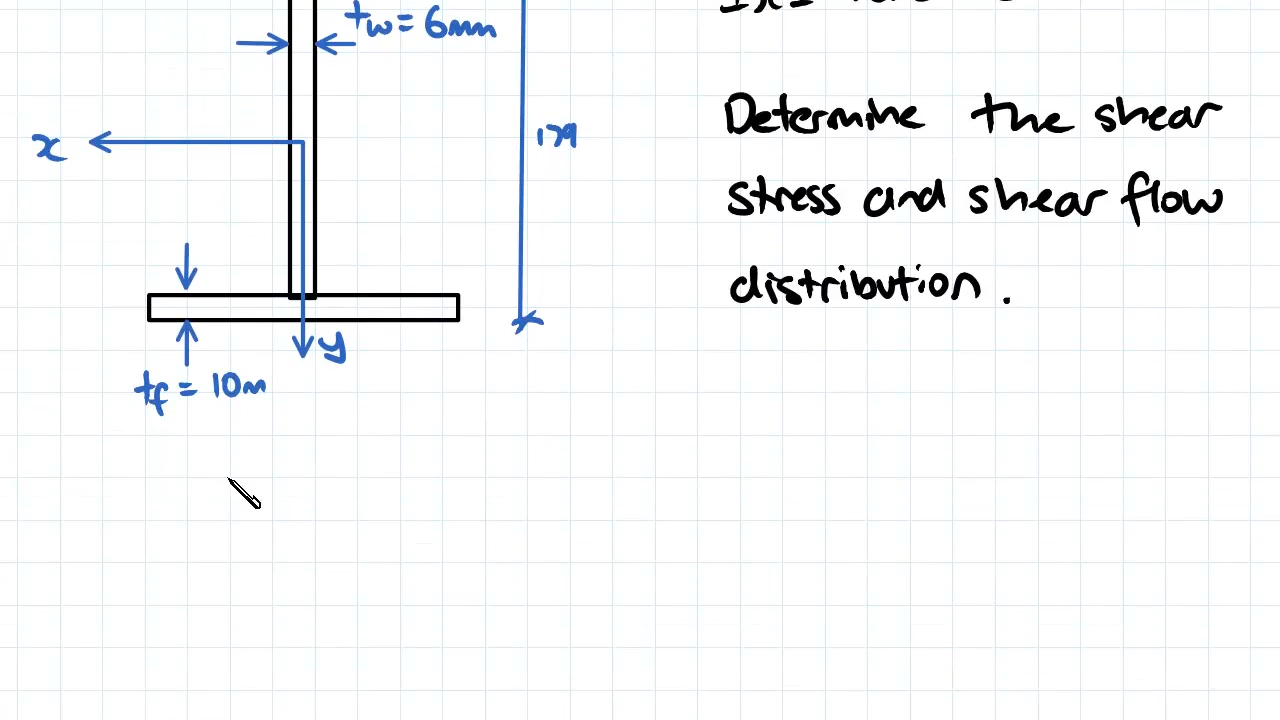 tw = 6mm
x
179
tf = 10m
y
Determine the shear
stress and shear flow
distribution.